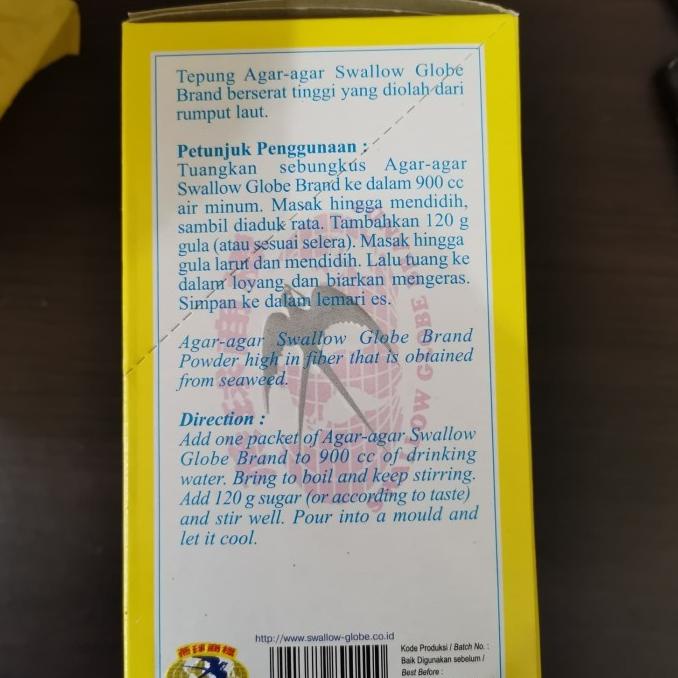 Tepung Agar-agar Swallow Globe
Brand berserat tinggi yang diolah dari
rumput laut.
Petunjuk Penggunaan :
Tuangkan sebungkus Agar-agar
Swallow Globe Brand ke dalam 900 cc
air minum. Masak hingga mendidih,
sambil diaduk rata. Tambahkan 120 g
gula (atau sesuai selera). Masak hingga
gula larut dan mendidih. Lalu tuang ke
dalam loyang dan biarkan mengeras.
Simpan ke dalam lemari es.
Agar-agar Swallow Globe Brand
Powder high in fiber that is obtained
from seaweed.
Direction :
Add one packet of Agar-agar Swallow
Globe Brand to 900 cc of drinking
water. Bring to boil and keep stirring.
Add 120 g sugar (or according to taste)
and stir well. Pour into a mould and
let it cool.
http://www.swallow-globe.co.id
Kode Produksi / Batch No. :
Baik Digunakan sebelum /
Best Before :
燕球商標